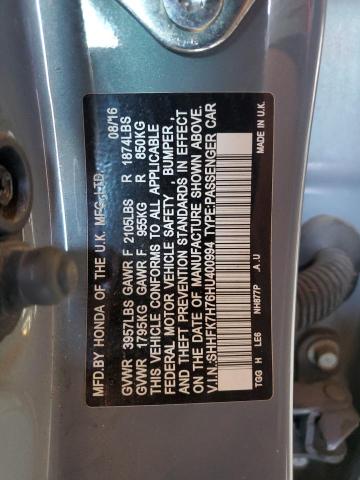 MFD.BY HONDA OF THE U.K. MFG.,LTD. 08/16
GVWR 3957LBS GAWR F 2105LBS R 1874LBS
GVWR 1795KG GAWR F 955KG R 850KG
THIS VEHICLE CONFORMS TO ALL APPLICABLE
FEDERAL MOTOR VEHICLE SAFETY, BUMPER,
AND THEFT PREVENTION STANDARDS IN EFFECT
ON THE DATE OF MANUFACTURE SHOWN ABOVE.
V.I.N.:SHHFK7H76HU400994 TYPE:PASSENGER CAR
TGG H LE6 NH877P A.U MADE IN U.K.